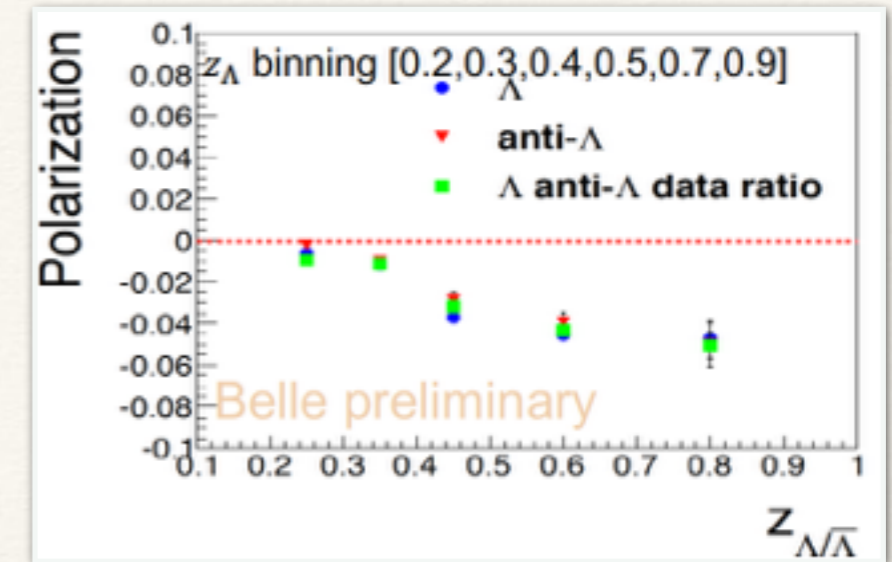 Polarization
0.1
z_Λ binning [0.2,0.3,0.4,0.5,0.7,0.9]
0.08
Λ
0.06
anti-Λ
0.04
Λ anti-Λ data ratio
0.02
0
-0.02
-0.04
-0.06
-0.08
Belle preliminary
-0.1
0.1 0.2 0.3 0.4 0.5 0.6 0.7 0.8 0.9 1
z_Λ/Λ̅